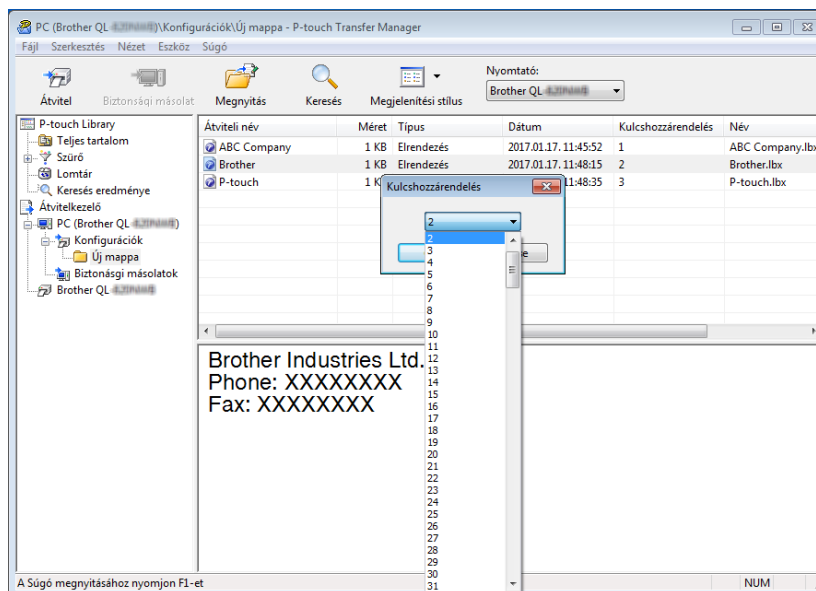 PC (Brother QL \Konfigurációk\Új mappa - P-touch Transfer Manager
Fájl Szerkesztés Nézet Eszköz Súgó
Átvitel Biztonsági másolat Megnyitás Keresés Megjelenítési stílus
Nyomtató:
Brother QL
P-touch Library
Teljes tartalom
Szűrő
Lomtár
Keresés eredménye
Átvitelkezelő
PC (Brother QL )
Konfigurációk
Új mappa
Biztonásgi másolatok
Brother QL
Átviteli név Méret Típus Dátum Kulcshozzárendelés Név
ABC Company 1 KB Elrendezés 2017.01.17. 11:45:52 1 ABC Company.lbx
Brother 1 KB Elrendezés 2017.01.17. 11:48:15 2 Brother.lbx
P-touch 1 11:48:35 3 P-touch.lbx
Kulcshozzárendelés
2
2
3
4
5
6
7
8
9
10
11
12
13
14
15
16
17
18
19
20
21
22
23
24
25
26
27
28
29
30
31
Brother Industries Ltd.
Phone: XXXXXXXX
Fax: XXXXXXXX
A Súgó megnyitásához nyomjon F1-et
NUM